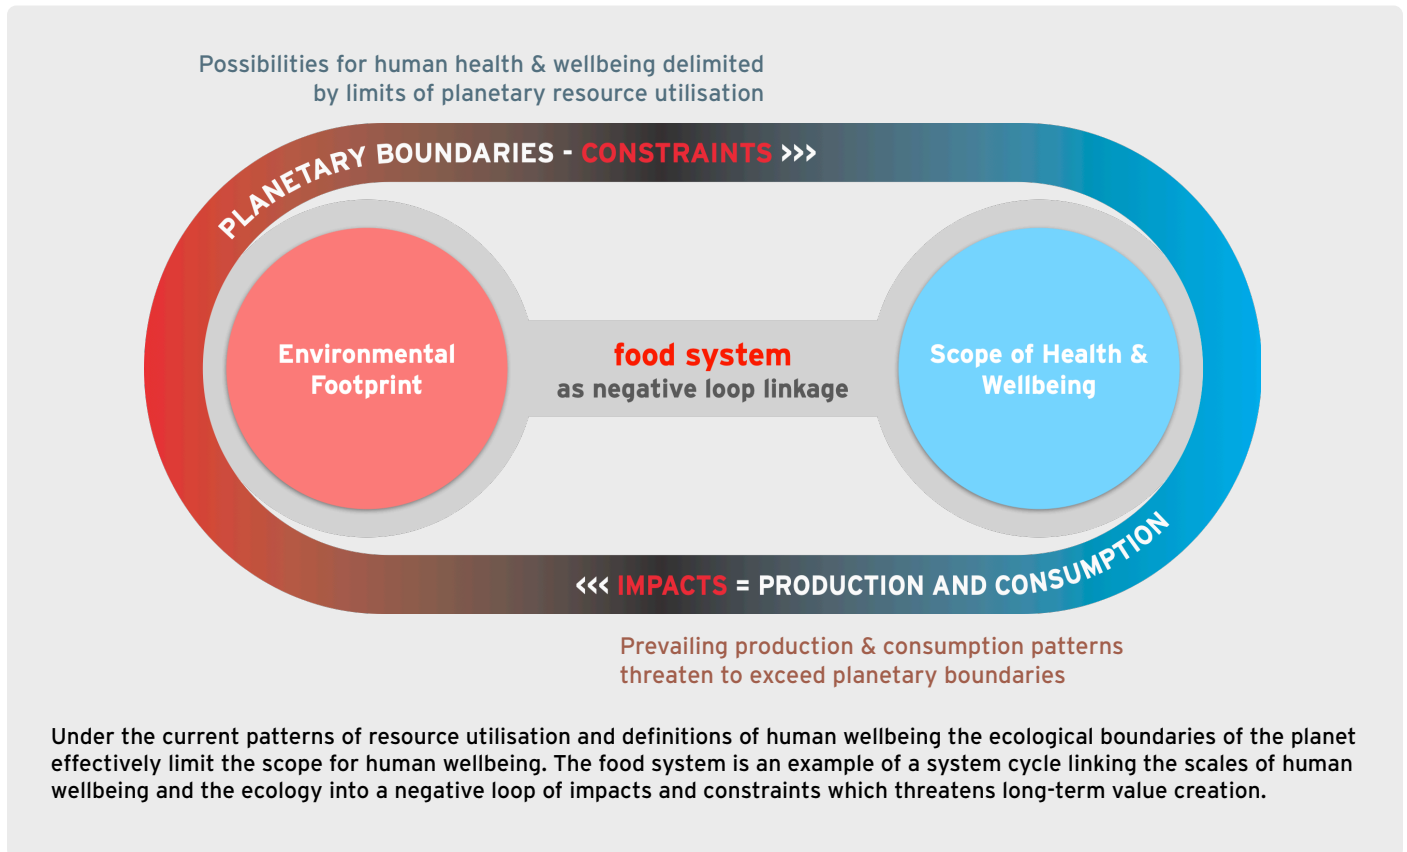 Possibilities for human health & wellbeing delimited
by limits of planetary resource utilisation
PLANETARY BOUNDARIES - CONSTRAINTS >>>
Environmental
Footprint
food system
as negative loop linkage
Scope of Health &
Wellbeing
<<< IMPACTS = PRODUCTION AND CONSUMPTION
Prevailing production & consumption patterns
threaten to exceed planetary boundaries
Under the current patterns of resource utilisation and definitions of human wellbeing the ecological boundaries of the planet
effectively limit the scope for human wellbeing. The food system is an example of a system cycle linking the scales of human
wellbeing and the ecology into a negative loop of impacts and constraints which threatens long-term value creation.